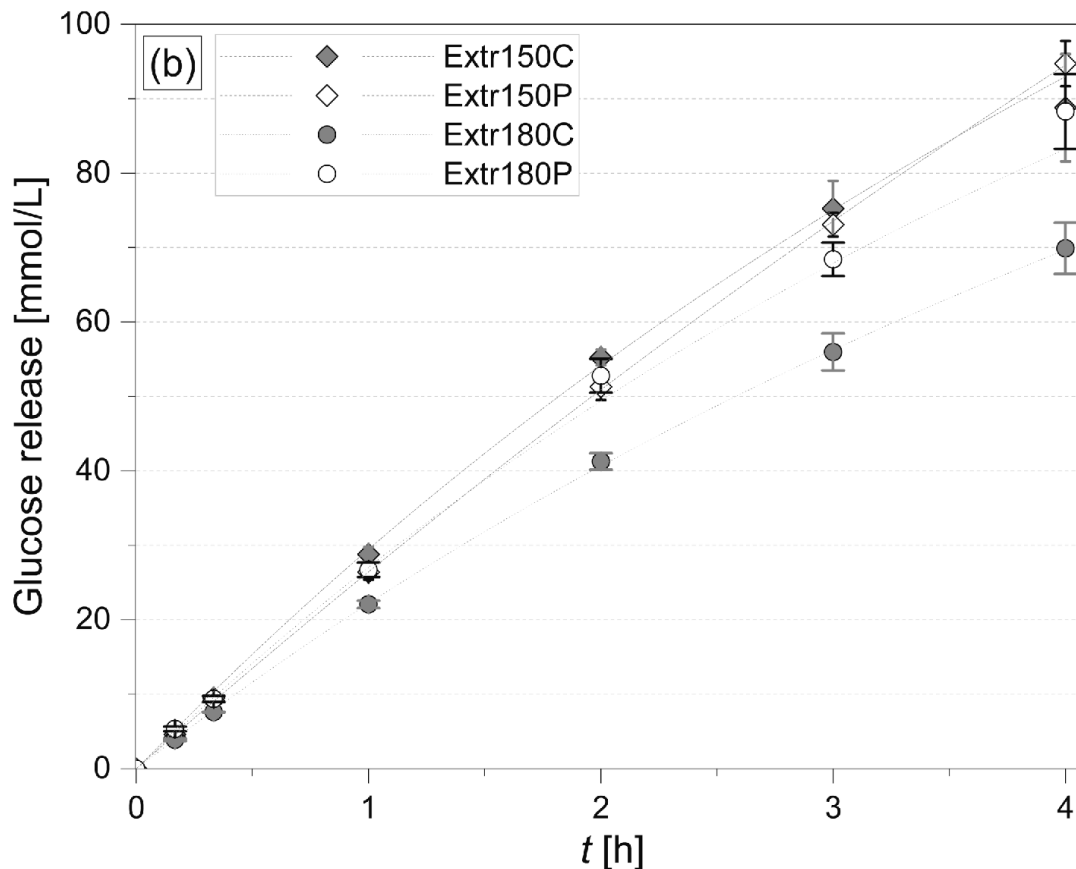 (b)
Extr150C
Extr150P
Extr180C
Extr180P
Glucose release [mmol/L]
100
80
60
40
20
0
0 1 2 3 4
t [h]